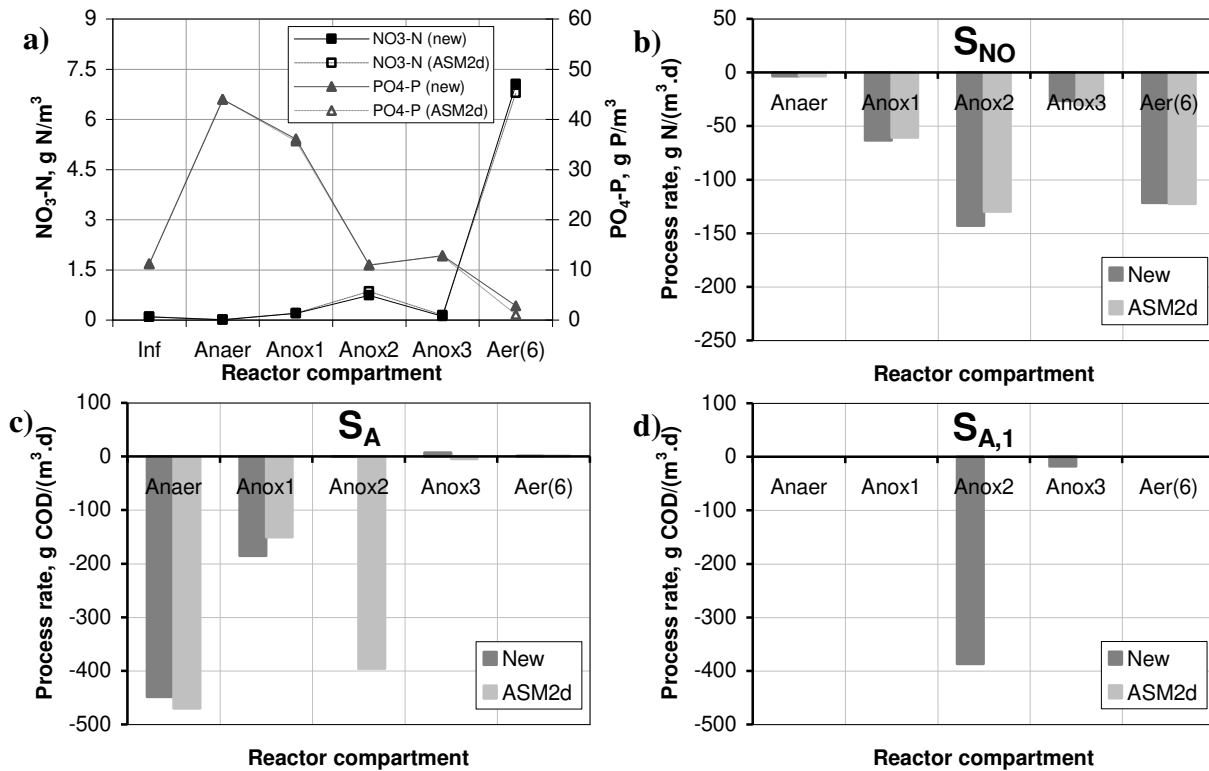 a)
NO3-N, g N/m3
9
7.5
6
4.5
3
1.5
0
NO3-N (new)
NO3-N (ASM2d)
PO4-P (new)
PO4-P (ASM2d)
60
50
40
30
20
10
0
PO4-P, g P/m3
Inf Anaer Anox1 Anox2 Anox3 Aer(6)
Reactor compartment
b)
SNO
Process rate, g N/(m3.d)
50
0
-50
-100
-150
-200
-250
Anaer Anox1 Anox2 Anox3 Aer(6)
New
ASM2d
Reactor compartment
c)
SA
Process rate, g COD/(m3.d)
100
0
-100
-200
-300
-400
-500
Anaer Anox1 Anox2 Anox3 Aer(6)
New
ASM2d
Reactor compartment
d)
SA,1
Process rate, g COD/(m3.d)
100
0
-100
-200
-300
-400
-500
Anaer Anox1 Anox2 Anox3 Aer(6)
New
ASM2d
Reactor compartment